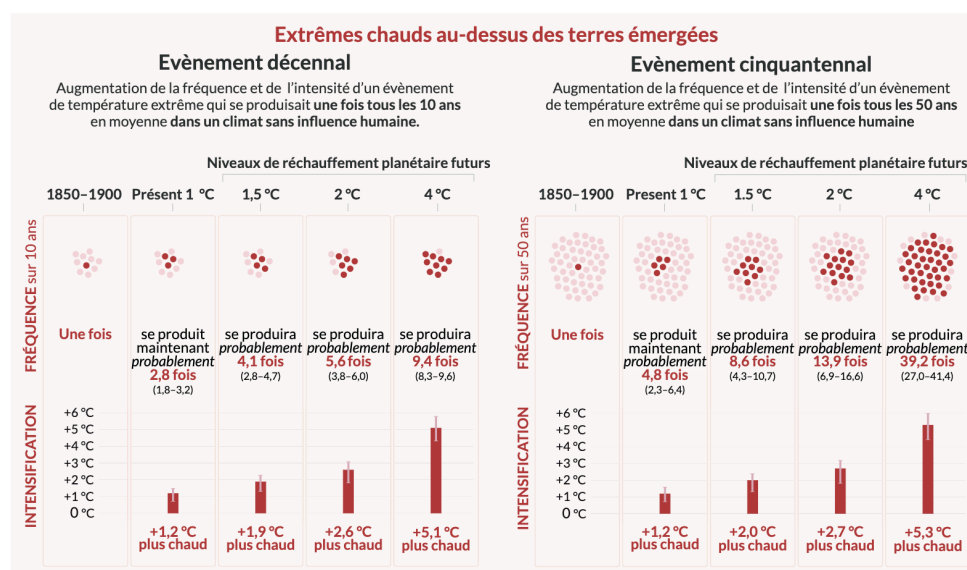 Extrêmes chauds au-dessus des terres émergées
Evènement décennal
Augmentation de la fréquence et de l'intensité d'un évènement
de température extrême qui se produisait une fois tous les 10 ans
en moyenne dans un climat sans influence humaine.
Niveaux de réchauffement planétaire futurs
1850–1900
Présent 1 °C
1,5 °C
2 °C
4 °C
FRÉQUENCE sur 10 ans
Une fois
se produit
maintenant
probablement
2,8 fois
(1,8–3,2)
se produira
probablement
4,1 fois
(2,8–4,7)
se produira
probablement
5,6 fois
(3,8–6,0)
se produira
probablement
9,4 fois
(8,3–9,6)
INTENSIFICATION
+6 °C
+5 °C
+4 °C
+3 °C
+2 °C
+1 °C
0 °C
+1,2 °C
plus chaud
+1,9 °C
plus chaud
+2,6 °C
plus chaud
+5,1 °C
plus chaud
Evènement cinquantennal
Augmentation de la fréquence et de l'intensité d'un évènement
de température extrême qui se produisait une fois tous les 50 ans
en moyenne dans un climat sans influence humaine
Niveaux de réchauffement planétaire futurs
1850–1900
Present 1 °C
1.5 °C
2 °C
4 °C
FRÉQUENCE sur 50 ans
Une fois
se produit
maintenant
probablement
4,8 fois
(2,3–6,4)
se produira
probablement
8,6 fois
(4,3–10,7)
se produira
probablement
13,9 fois
(6,9–16,6)
se produira
probablement
39,2 fois
(27,0–41,4)
INTENSIFICATION
+6 °C
+5 °C
+4 °C
+3 °C
+2 °C
+1 °C
0 °C
+1,2 °C
plus chaud
+2,0 °C
plus chaud
+2,7 °C
plus chaud
+5,3 °C
plus chaud